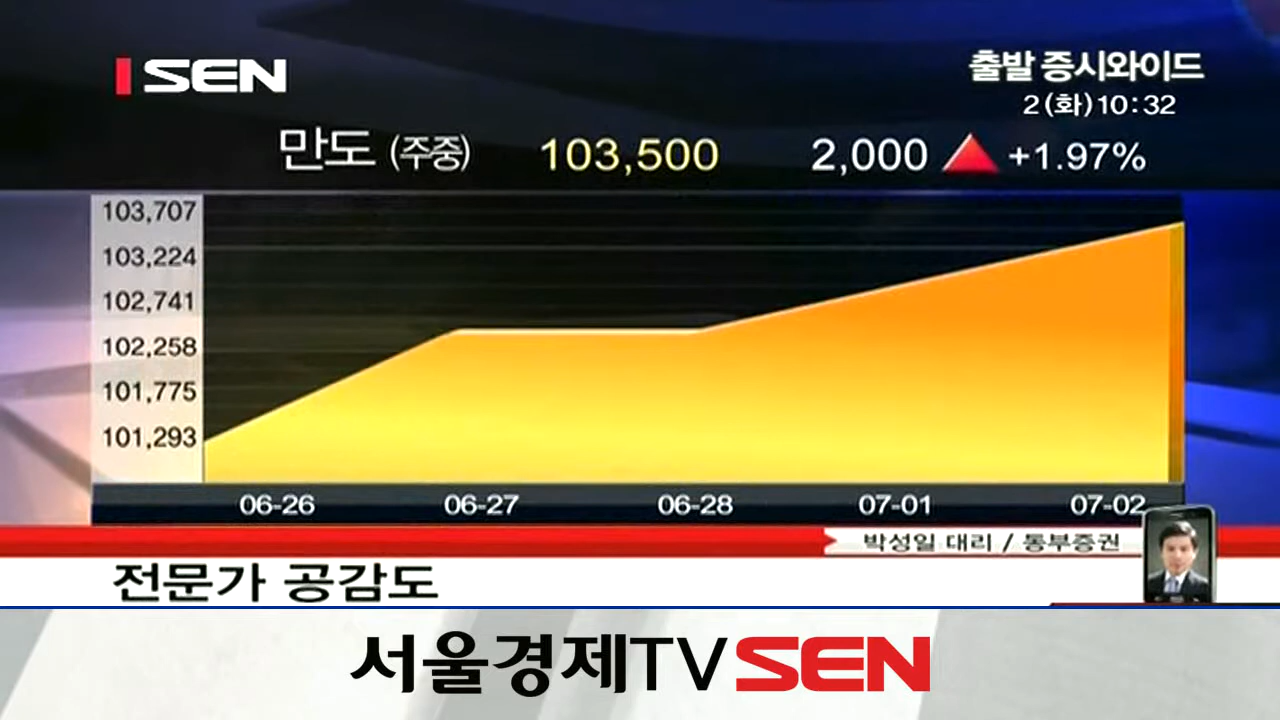 SEN
출발 증시와이드
2(화)10:32
만도 (주중) 103,500 2,000 ▲ +1.97%
103,707
103,224
102,741
102,258
101,775
101,293
06-26 06-27 06-28 07-01 07-02
박성일 대리 / 동부증권
전문가 공감도
서울경제TV SEN